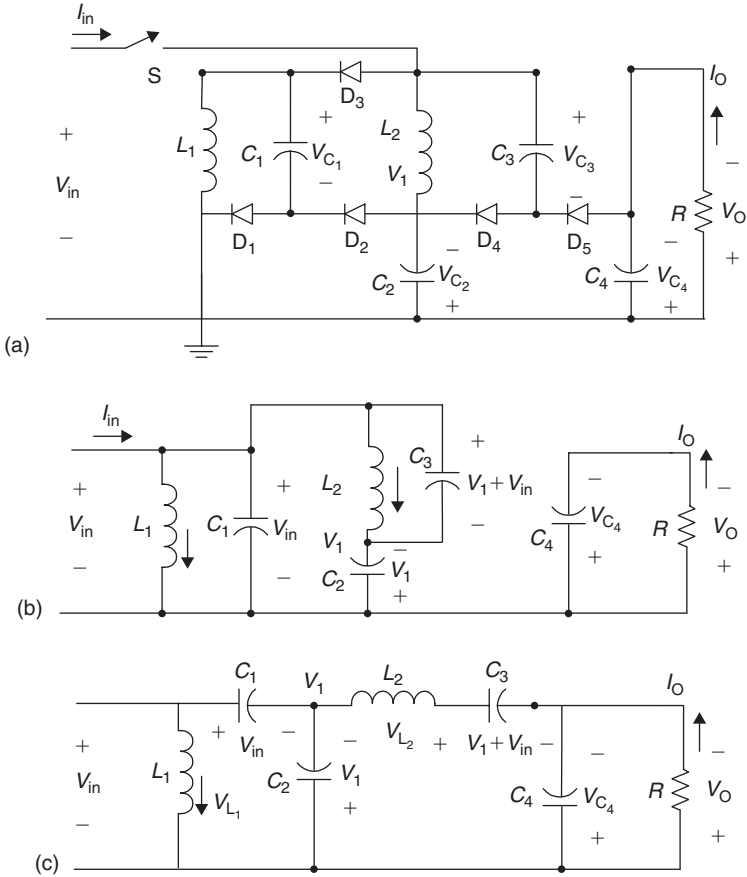 I_in
S
D_3
I_O
+
L_1
C_1
+
V_C1
−
L_2
V_1
C_3
+
V_C3
−
+
V_in
−
R
−
V_O
+
D_1
D_2
D_4
D_5
C_2
−
V_C2
+
C_4
−
V_C4
+
(a)
I_in
I_O
+
V_in
−
L_1
C_1
+
V_in
−
L_2
C_3
+
V_1 + V_in
−
V_1
C_2
−
V_1
+
C_4
−
V_C4
+
R
−
V_O
+
(b)
C_1
V_1
L_2
C_3
I_O
+
V_in
−
+
V_L2
−
+
V_1 + V_in
−
+
V_in
−
L_1
V_L1
C_2
V_1
+
C_4
−
V_C4
+
R
−
V_O
+
(c)